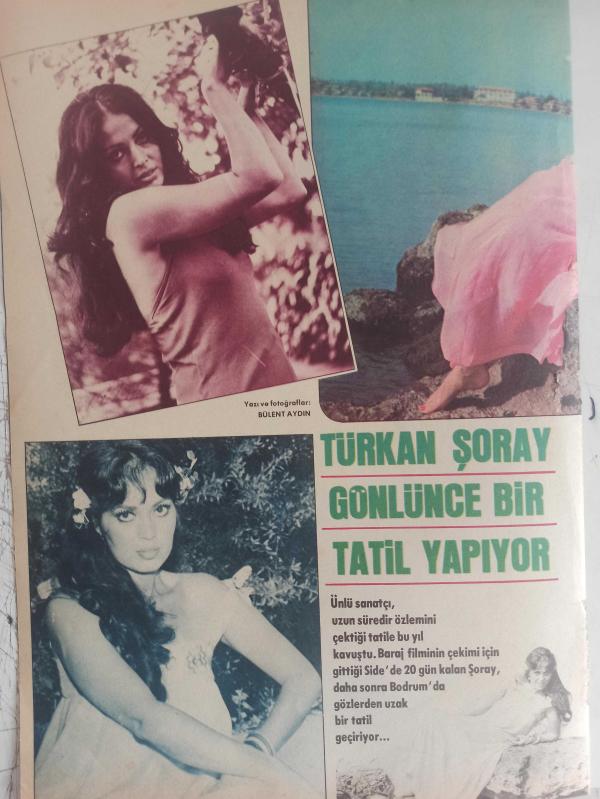 Yazı ve fotoğraflar:
BÜLENT AYDIN
TÜRKAN ŞORAY
GÖNLÜNCE BİR
TATİL YAPIYOR
Ünlü sanatçı,
uzun süredir özlemini
çektiği tatile bu yıl
kavuştu. Baraj filminin çekimi için
gittiği Side'de 20 gün kalan Şoray,
daha sonra Bodrum'da
gözlerden uzak
bir tatil
geçiriyor...